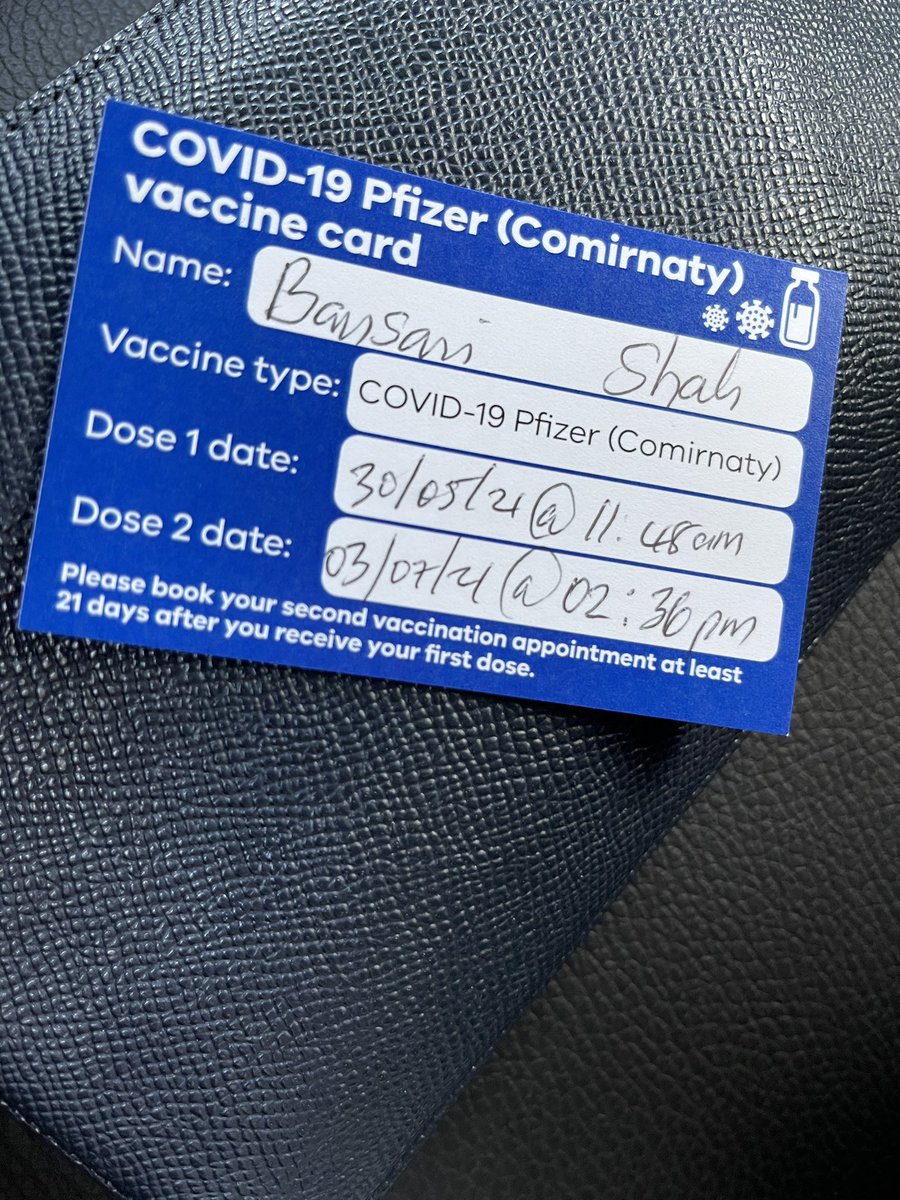 COVID-19 Pfizer (Comirnaty)
vaccine card
Name: Bansari Shah
Vaccine type: COVID-19 Pfizer (Comirnaty)
Dose 1 date: 30/05/21 @ 11:48am
Dose 2 date: 03/07/21 @ 02:36pm
Please book your second vaccination appointment at least
21 days after you receive your first dose.